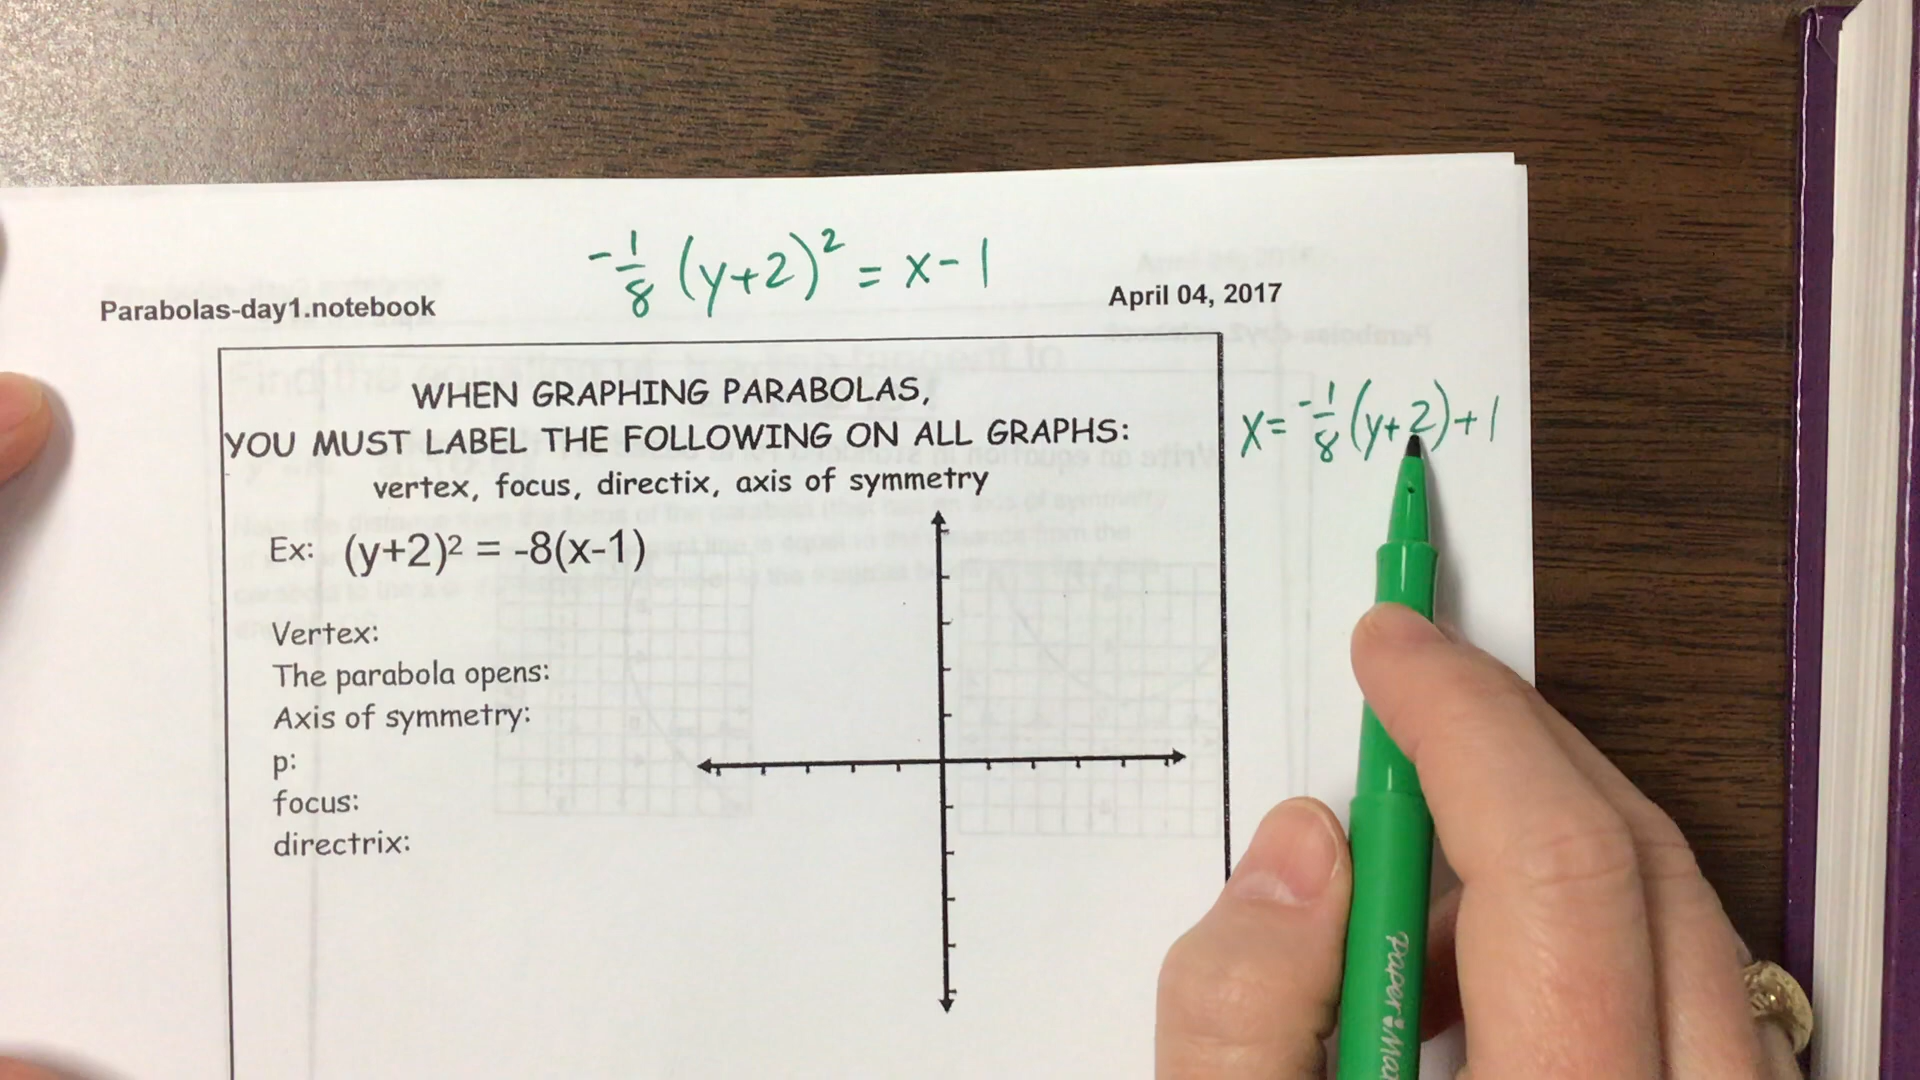 -1/8 (y+2)² = x-1
Parabolas-day1.notebook
April 04, 2017
WHEN GRAPHING PARABOLAS,
YOU MUST LABEL THE FOLLOWING ON ALL GRAPHS:
vertex, focus, directix, axis of symmetry
x= -1/8 (y+2)+1
Ex: (y+2)² = -8(x-1)
Vertex:
The parabola opens:
Axis of symmetry:
p:
focus:
directrix: